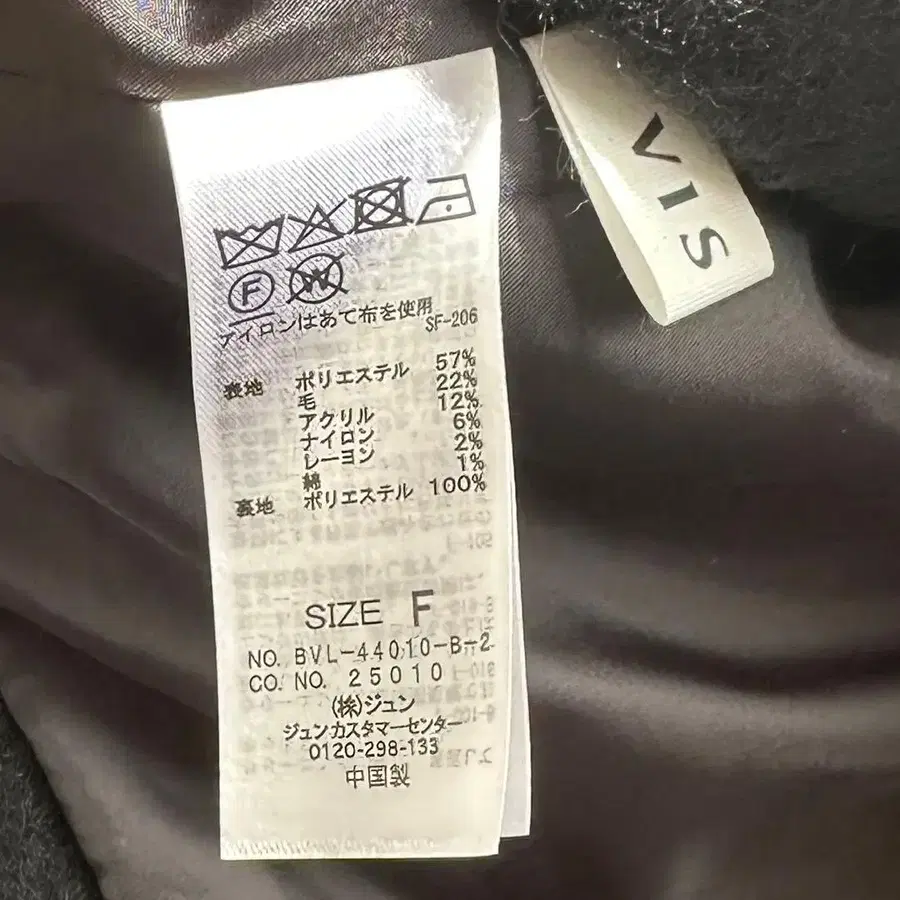 VIS
F W
アイロンはあて布を使用
SF-206
表地 ポリエステル 57%
毛 22%
アクリル 12%
ナイロン 6%
レーヨン 2%
綿 1%
裏地 ポリエステル 100%
SIZE F
NO. BVL-44010-B-2
CO. NO. 25010
(株)ジュン
ジュンカスタマーセンター
0120-298-133
中国製